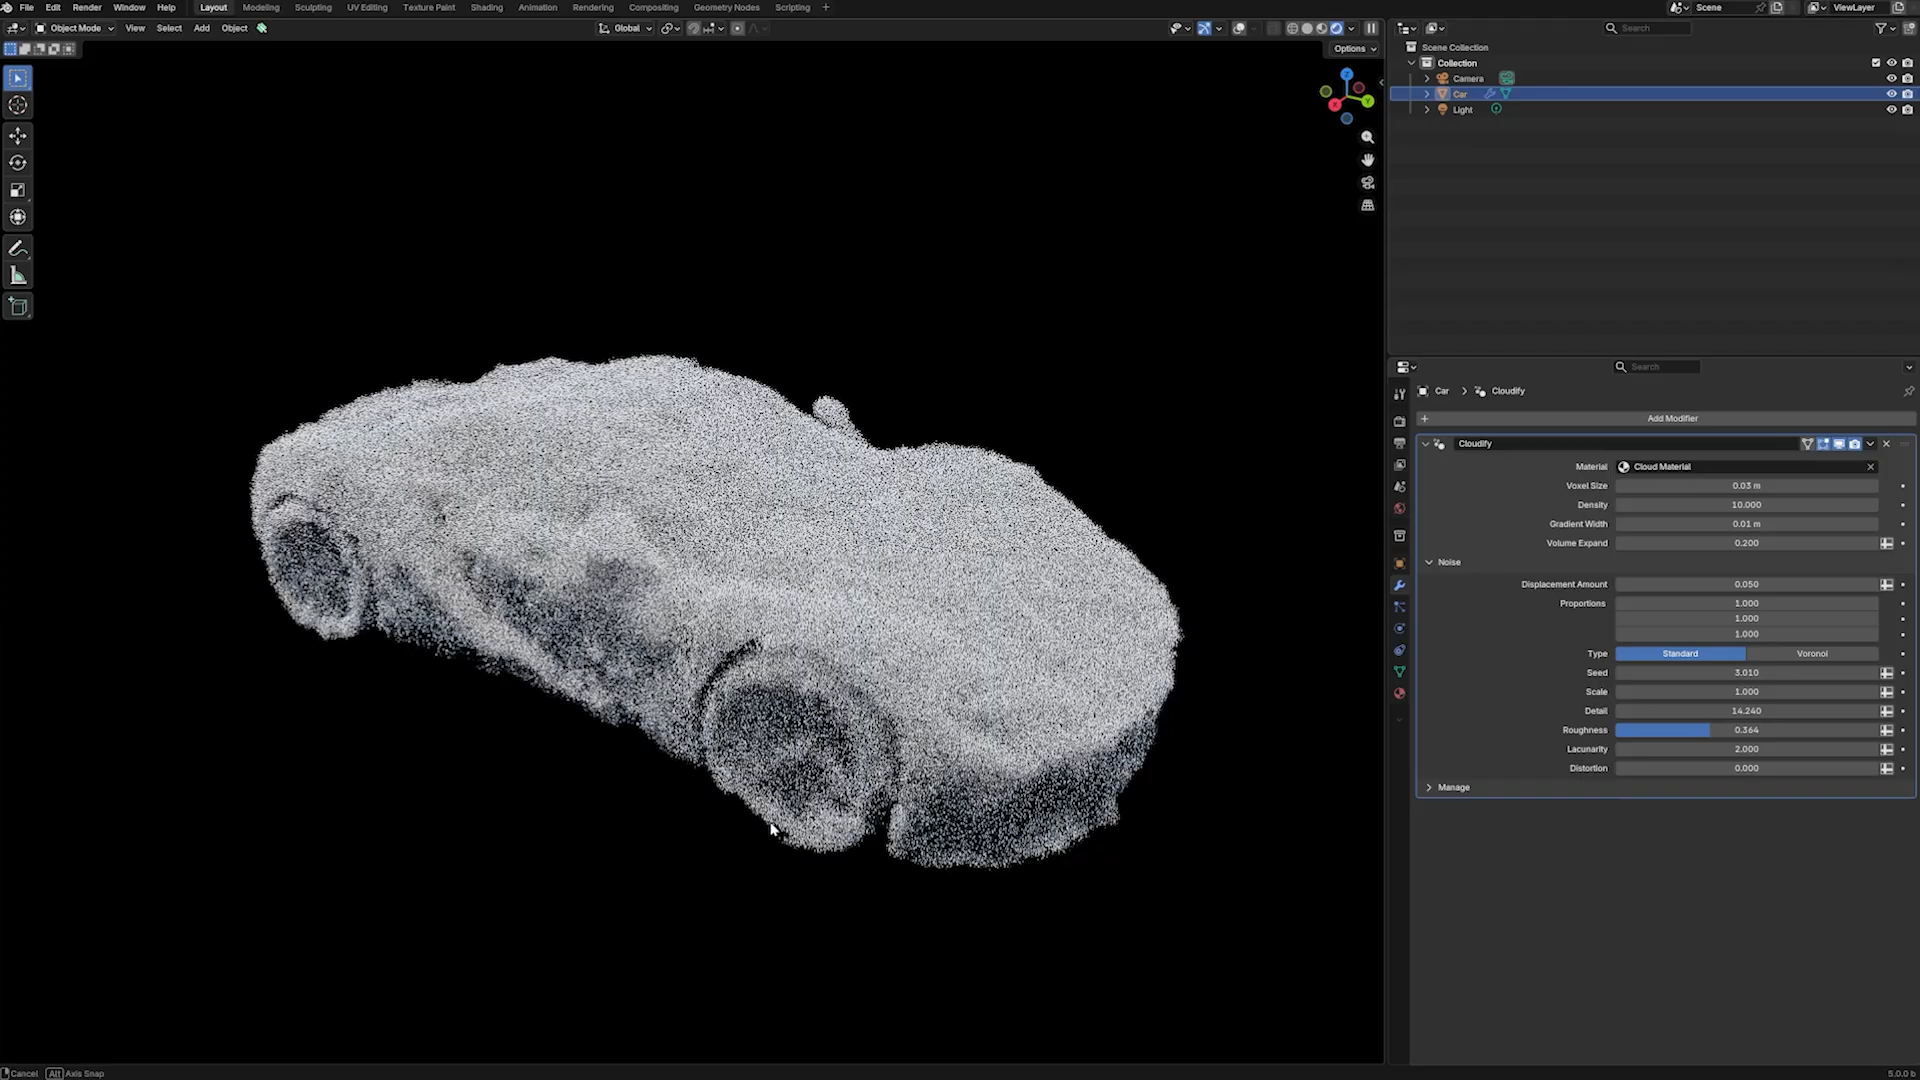 File Edit Render Window Help Layout Modeling Sculpting UV Editing Texture Paint Shading Animation Rendering Compositing Geometry Nodes Scripting + Scene ViewLayer
Object Mode View Select Add Object Global Search
Options
Scene Collection
Collection
Camera
Car
Light
Search
Car > Cloudify
+ Add Modifier
Cloudify
Material Cloud Material
Voxel Size 0.03 m
Density 10.000
Gradient Width 0.01 m
Volume Expand 0.200
Noise
Displacement Amount 0.050
Proportions 1.000
1.000
1.000
Type Standard Voronoi
Seed 3.010
Scale 1.000
Detail 14.240
Roughness 0.364
Lacunarity 2.000
Distortion 0.000
Manage
Cancel Alt Axis Snap 5.0.0 b